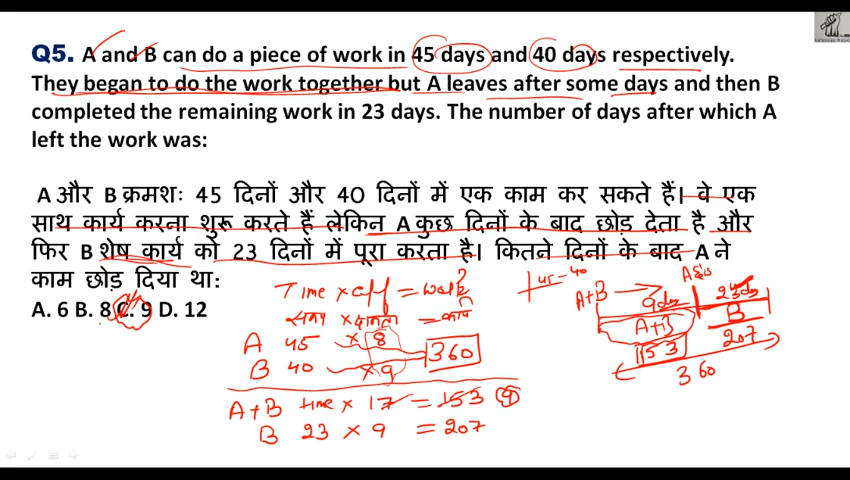 Q5. A and B can do a piece of work in 45 days and 40 days respectively.
They began to do the work together but A leaves after some days and then B
completed the remaining work in 23 days. The number of days after which A
left the work was:
A और B क्रमशः 45 दिनों और 40 दिनों में एक काम कर सकते हैं। वे एक
साथ कार्य करना शुरू करते हैं लेकिन A कुछ दिनों के बाद छोड़ देता है और
फिर B शेष कार्य को 23 दिनों में पूरा करता है। कितने दिनों के बाद A ने
काम छोड़ दिया था:
A. 6 B. 8 C. 9 D. 12
Time × eff = work
समय × =
A 45 × 8
360
B 40 × 9
A+B time × 17 = 153 9
B 23 × 9 = 207
A+B 9
A+B B
153 207
360